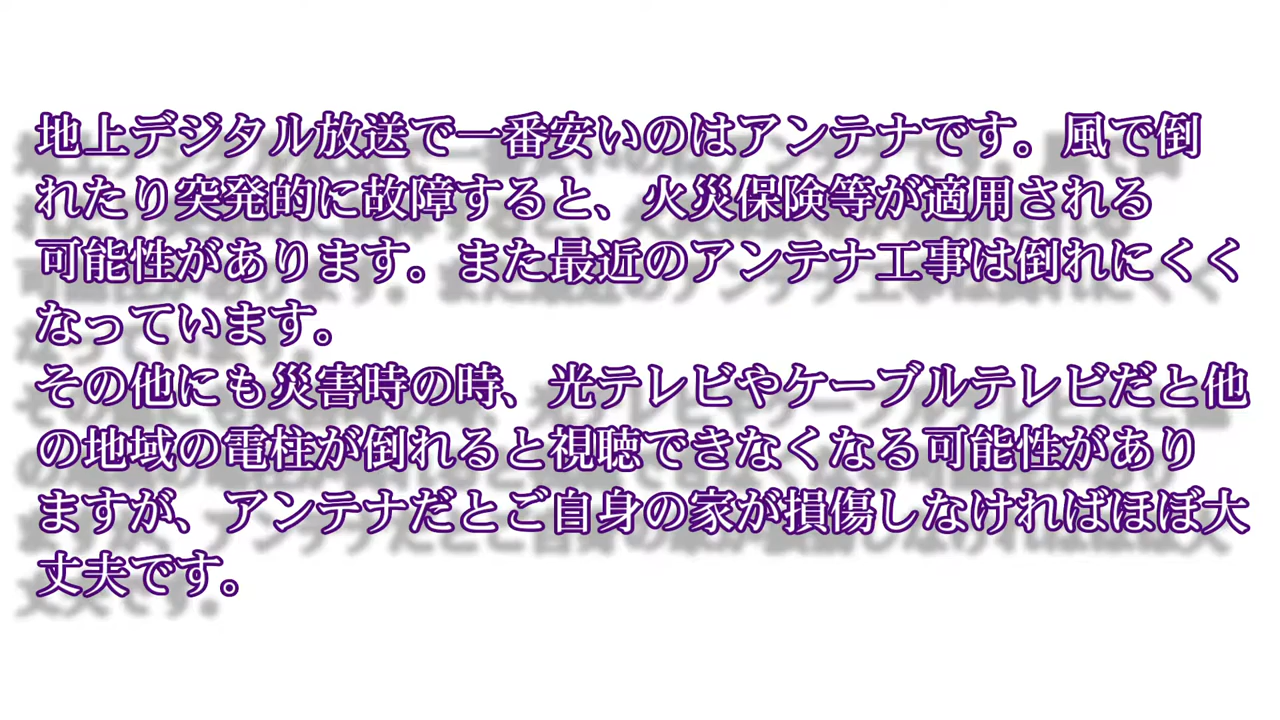 地上デジタル放送で一番安いのはアンテナです。風で倒
れたり突発的に故障すると、火災保険等が適用される
可能性があります。また最近のアンテナ工事は倒れにくく
なっています。
その他にも災害時の時、光テレビやケーブルテレビだと他
の地域の電柱が倒れると視聴できなくなる可能性があり
ますが、アンテナだとご自身の家が損傷しなければほぼ大
丈夫です。